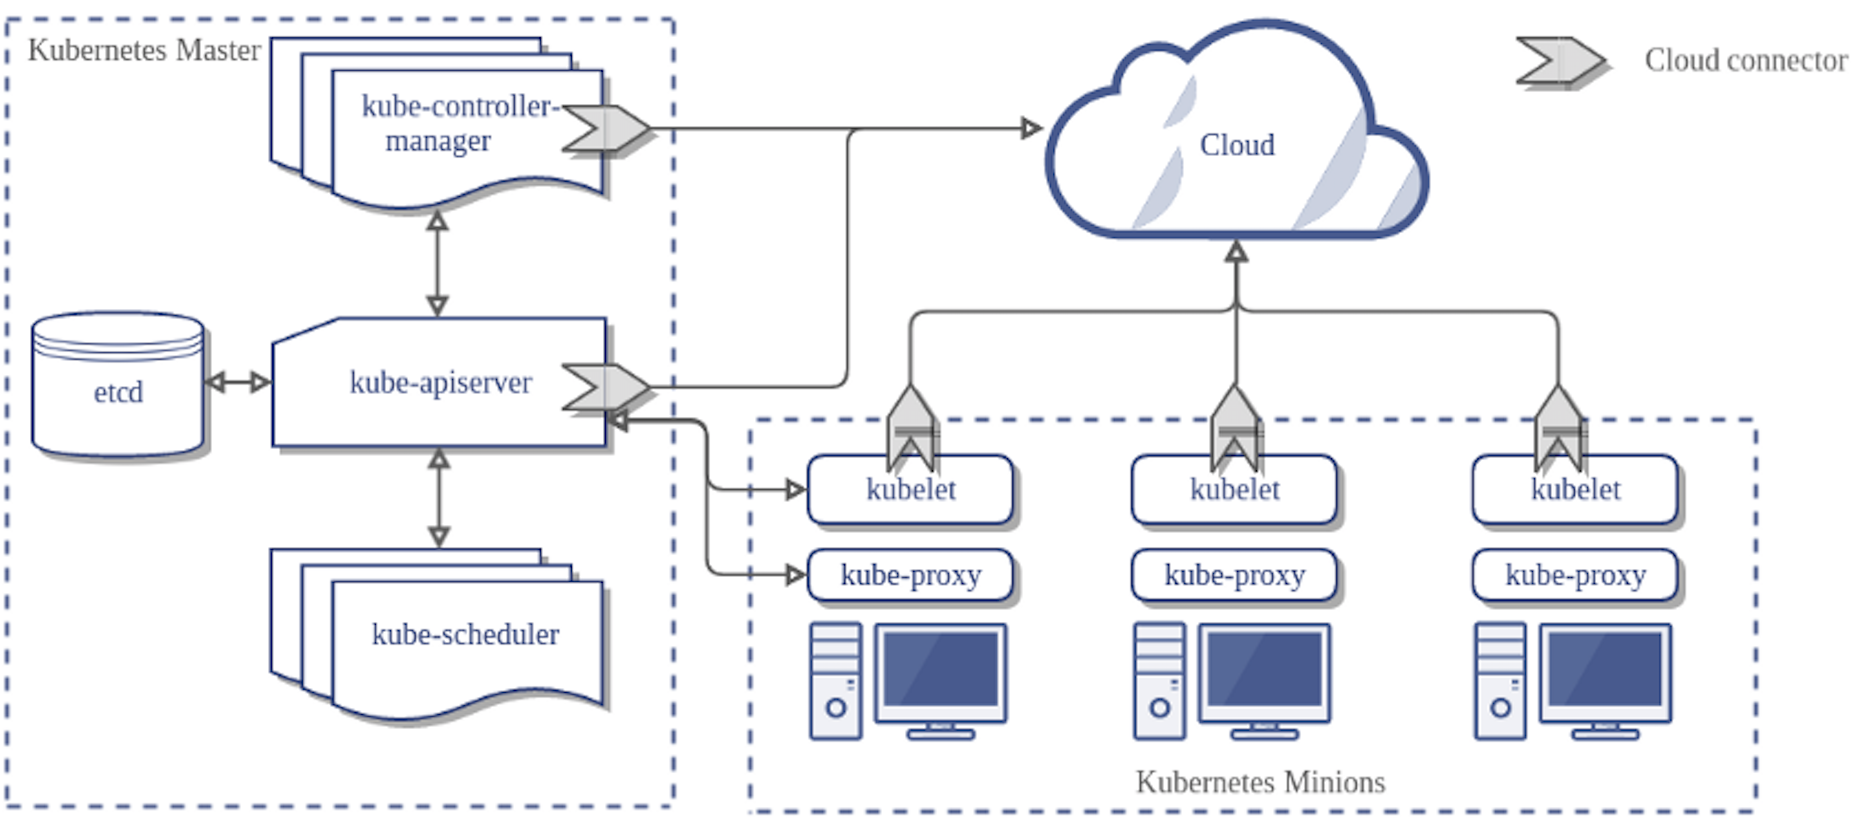 Kubernetes Master
kube-controller-
manager
Cloud
Cloud connector
etcd
kube-apiserver
kubelet
kubelet
kubelet
kube-proxy
kube-proxy
kube-proxy
kube-scheduler
Kubernetes Minions